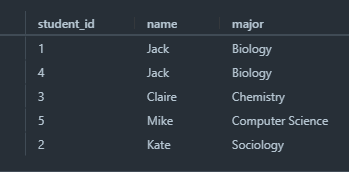 student_id name major
1 Jack Biology
4 Jack Biology
3 Claire Chemistry
5 Mike Computer Science
2 Kate Sociology